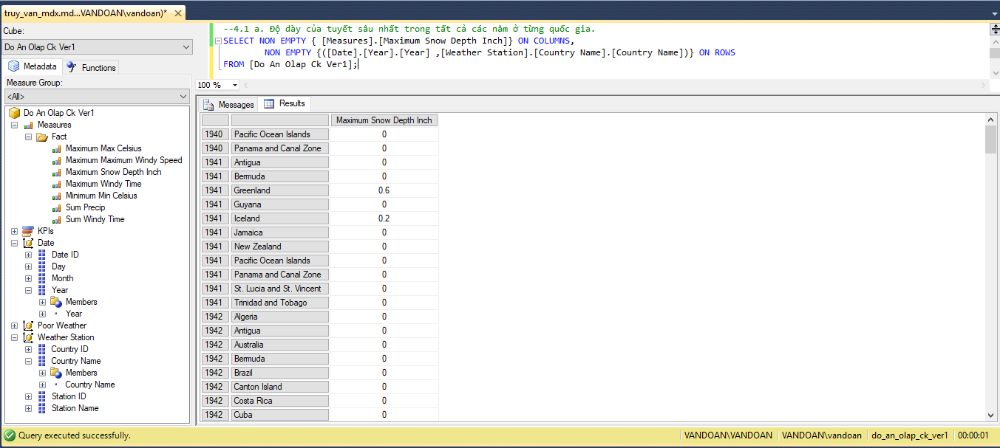 truy_van_mdx.md...VANDOAN\vandoan)*
Cube:
Do An Olap Ck Ver1
Metadata
Functions
Measure Group:
<All>
Do An Olap Ck Ver1
Measures
Fact
Maximum Max Celsius
Maximum Maximum Windy Speed
Maximum Snow Depth Inch
Maximum Windy Time
Minimum Min Celsius
Sum Precip
Sum Windy Time
KPIs
Date
Date ID
Day
Month
Year
Members
Year
Poor Weather
Weather Station
Country ID
Country Name
Members
Country Name
Station ID
Station Name
--4.1 a. Độ dày của tuyết sâu nhất trong tất cả các năm ở từng quốc gia.
SELECT NON EMPTY { [Measures].[Maximum Snow Depth Inch]} ON COLUMNS,
NON EMPTY {([Date].[Year].[Year] ,[Weather Station].[Country Name].[Country Name])} ON ROWS
FROM [Do An Olap Ck Ver1];
100 %
Messages
Results
Maximum Snow Depth Inch
1940 Pacific Ocean Islands 0
1940 Panama and Canal Zone 0
1941 Antigua 0
1941 Bermuda 0
1941 Greenland 0.6
1941 Guyana 0
1941 Iceland 0.2
1941 Jamaica 0
1941 New Zealand 0
1941 Pacific Ocean Islands 0
1941 Panama and Canal Zone 0
1941 St. Lucia and St. Vincent 0
1941 Trinidad and Tobago 0
1942 Algeria 0
1942 Antigua 0
1942 Australia 0
1942 Bermuda 0
1942 Brazil 0
1942 Canton Island 0
1942 Costa Rica 0
1942 Cuba 0
Query executed successfully.
VANDOAN\VANDOAN
VANDOAN\vandoan
do_an_olap_ck_ver1
00:00:01